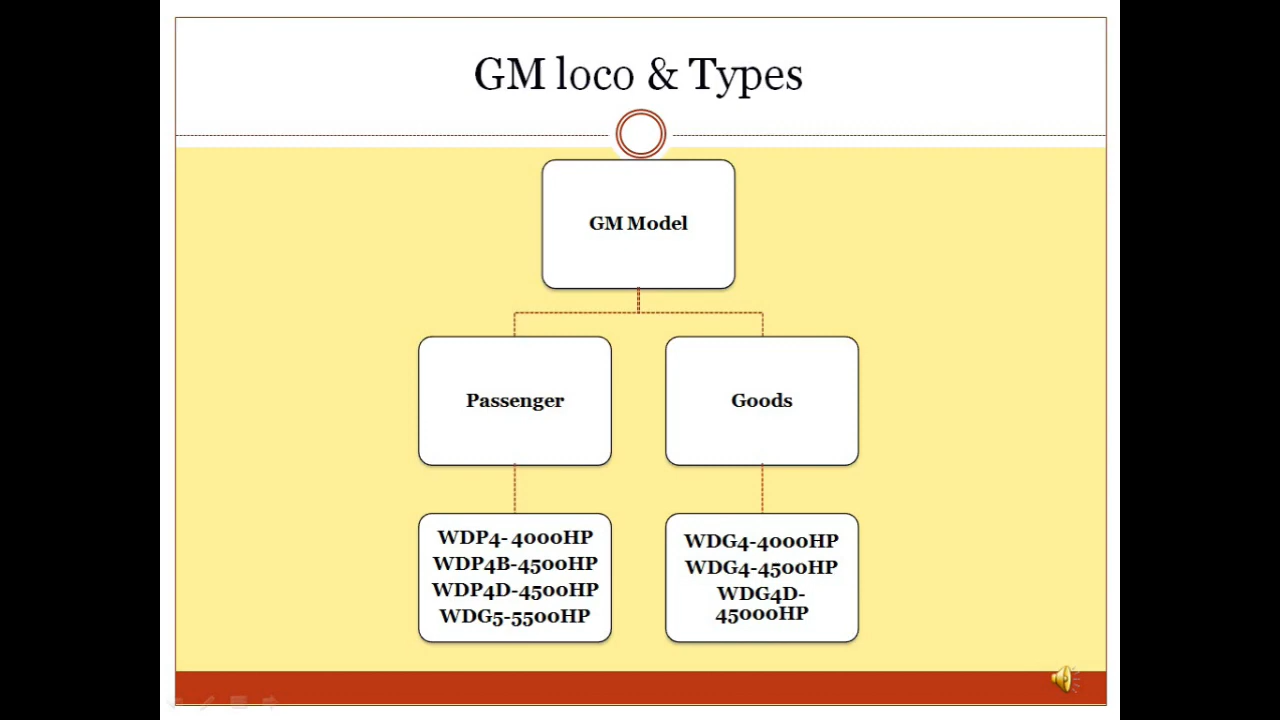 GM loco & Types
GM Model
Passenger
Goods
WDP4- 4000HP
WDP4B-4500HP
WDP4D-4500HP
WDG5-5500HP
WDG4-4000HP
WDG4-4500HP
WDG4D-
45000HP